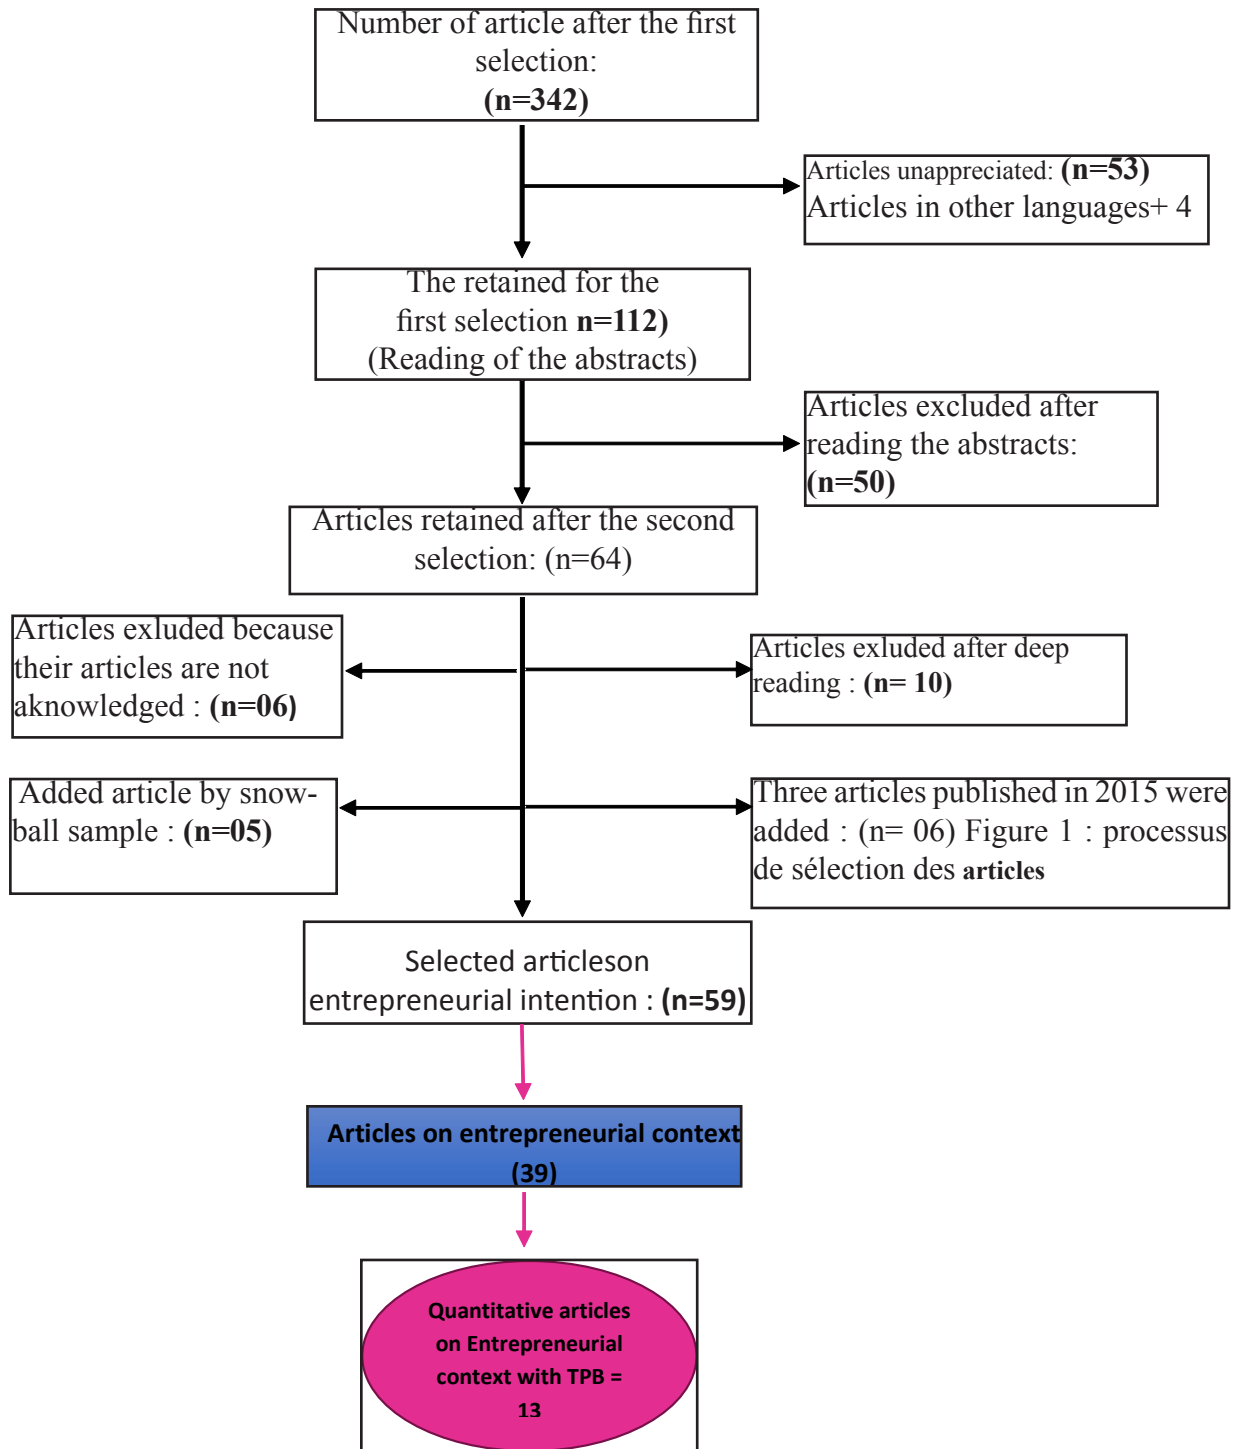 Number of article after the first
selection:
(n=342)
Articles unappreciated: (n=53)
Articles in other languages+ 4
The retained for the
first selection n=112)
(Reading of the abstracts)
Articles excluded after
reading the abstracts:
(n=50)
Articles retained after the second
selection: (n=64)
Articles exluded because
their articles are not
aknowledged : (n=06)
Articles exluded after deep
reading : (n= 10)
Added article by snow-
ball sample : (n=05)
Three articles published in 2015 were
added : (n= 06) Figure 1 : processus
de sélection des articles
Selected articleson
entrepreneurial intention : (n=59)
Articles on entrepreneurial context
(39)
Quantitative articles
on Entrepreneurial
context with TPB =
13